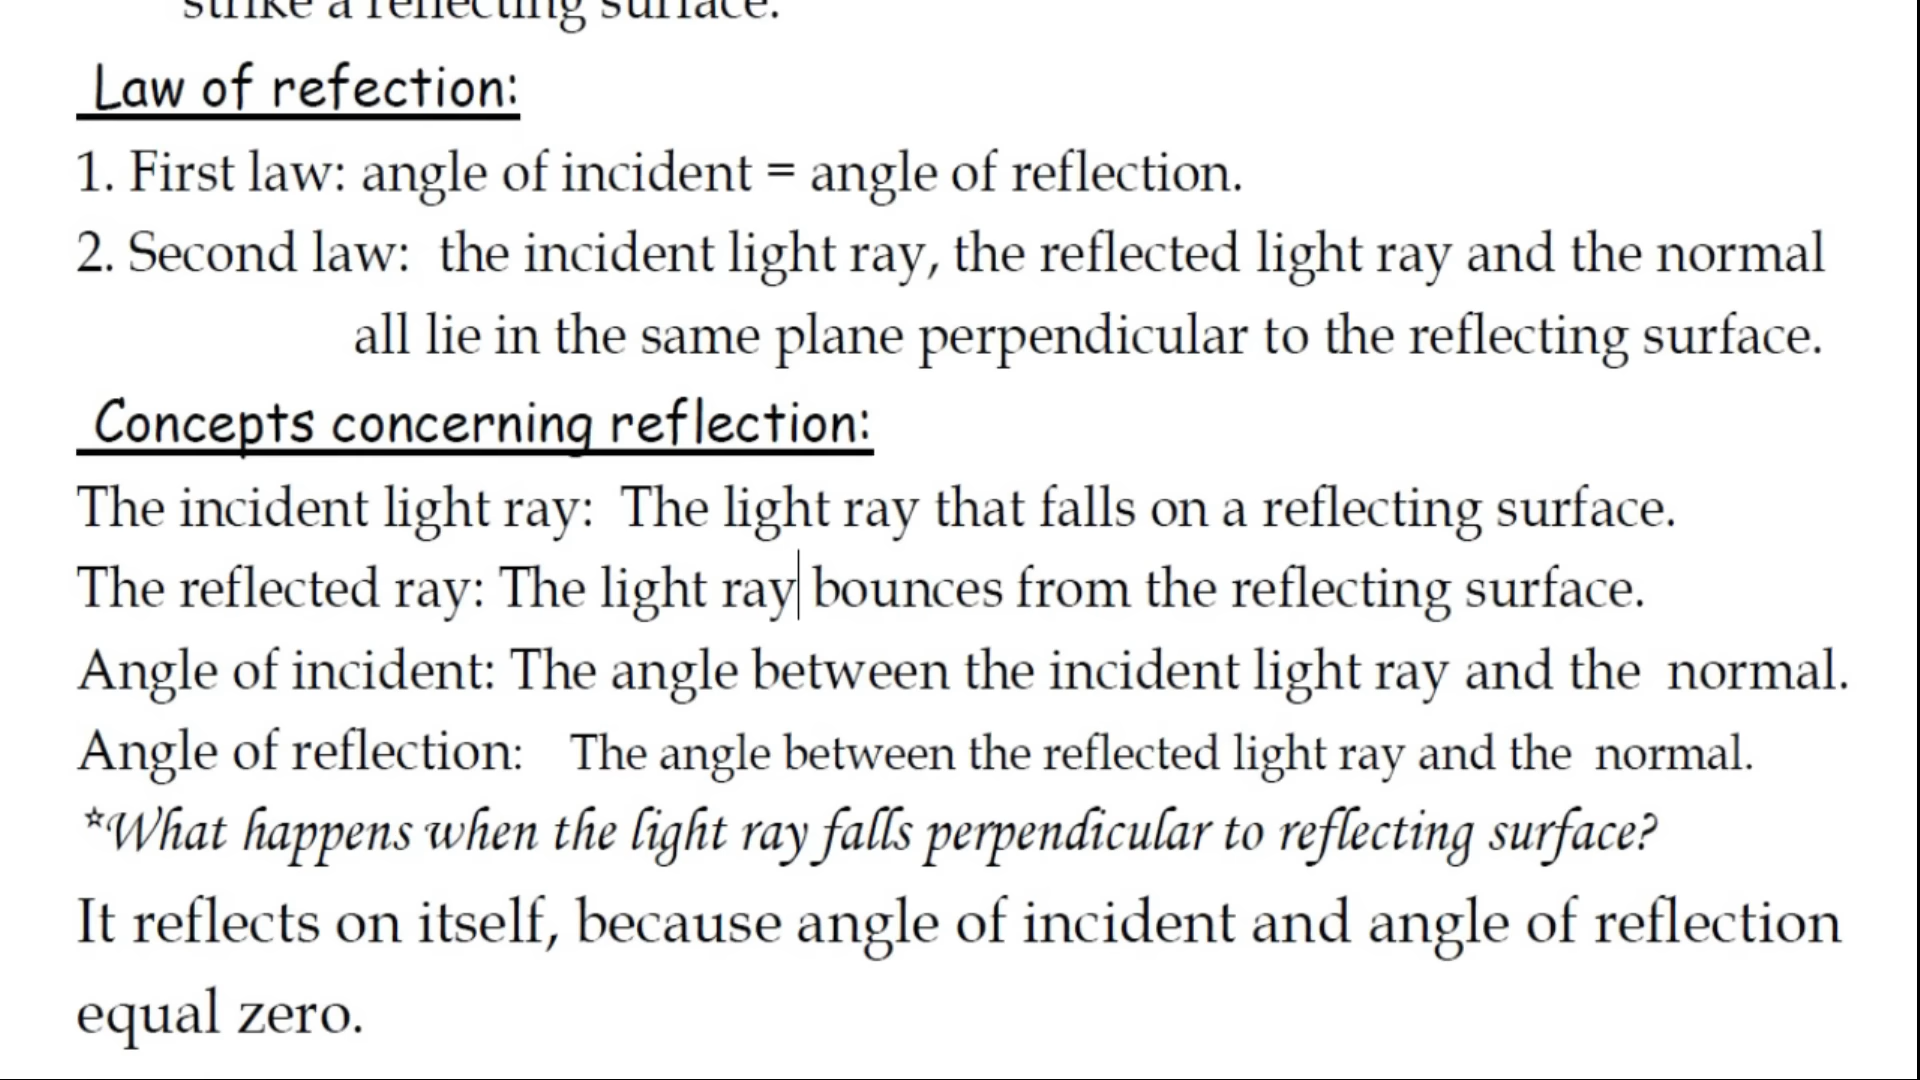 strike a reflecting surface.
Law of refection:
1. First law: angle of incident = angle of reflection.
2. Second law: the incident light ray, the reflected light ray and the normal
all lie in the same plane perpendicular to the reflecting surface.
Concepts concerning reflection:
The incident light ray: The light ray that falls on a reflecting surface.
The reflected ray: The light ray bounces from the reflecting surface.
Angle of incident: The angle between the incident light ray and the normal.
Angle of reflection: The angle between the reflected light ray and the normal.
*What happens when the light ray falls perpendicular to reflecting surface?
It reflects on itself, because angle of incident and angle of reflection
equal zero.